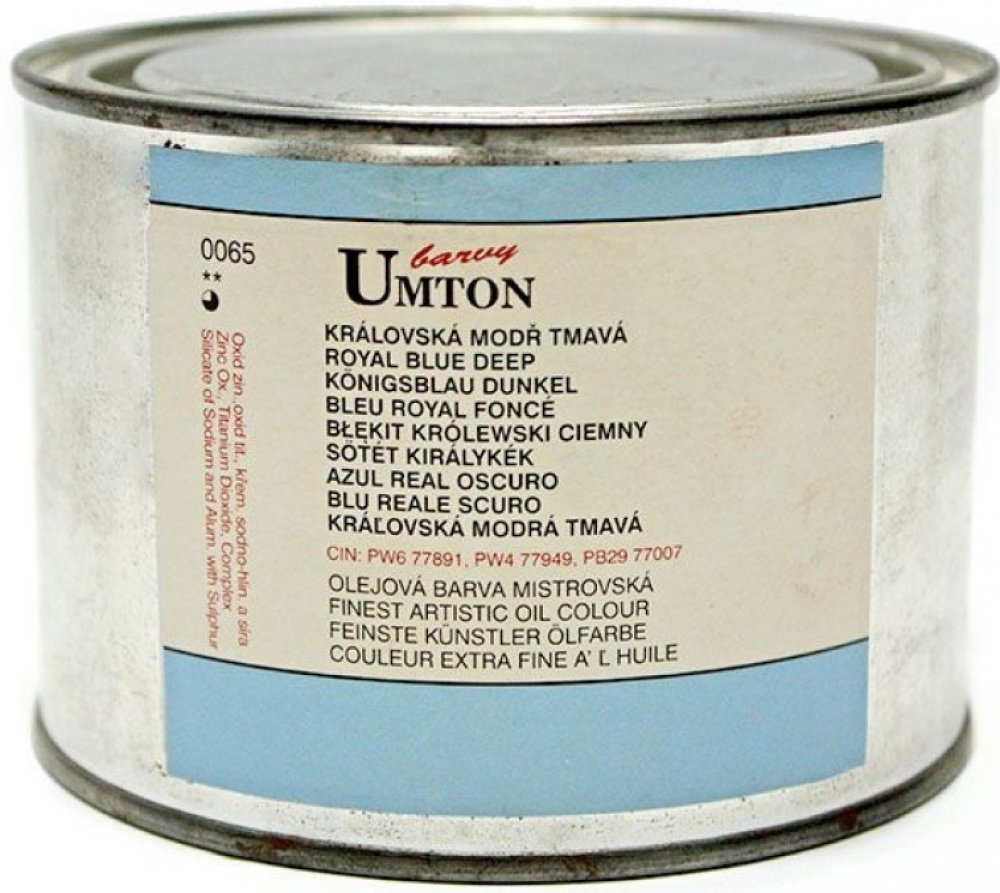 0065
**
barvy
UMTON
KRÁLOVSKÁ MODŘ TMAVÁ
ROYAL BLUE DEEP
KÖNIGSBLAU DUNKEL
BLEU ROYAL FONCÉ
BŁĘKIT KRÓLEWSKI CIEMNY
SÖTÉT KIRÁLYKÉK
AZUL REAL OSCURO
BLU REALE SCURO
KRÁĽOVSKÁ MODRÁ TMAVÁ
CIN: PW6 77891, PW4 77949, PB29 77007
OLEJOVÁ BARVA MISTROVSKÁ
FINEST ARTISTIC OIL COLOUR
FEINSTE KÜNSTLER ÖLFARBE
COULEUR EXTRA FINE A' Ľ HUILE
Oxid zin., oxid tit., křem. sodno-hlin. a síra
Zinc Ox., Titanium Dioxide, Complex
Silicate of Sodium and Alum. with Sulphur